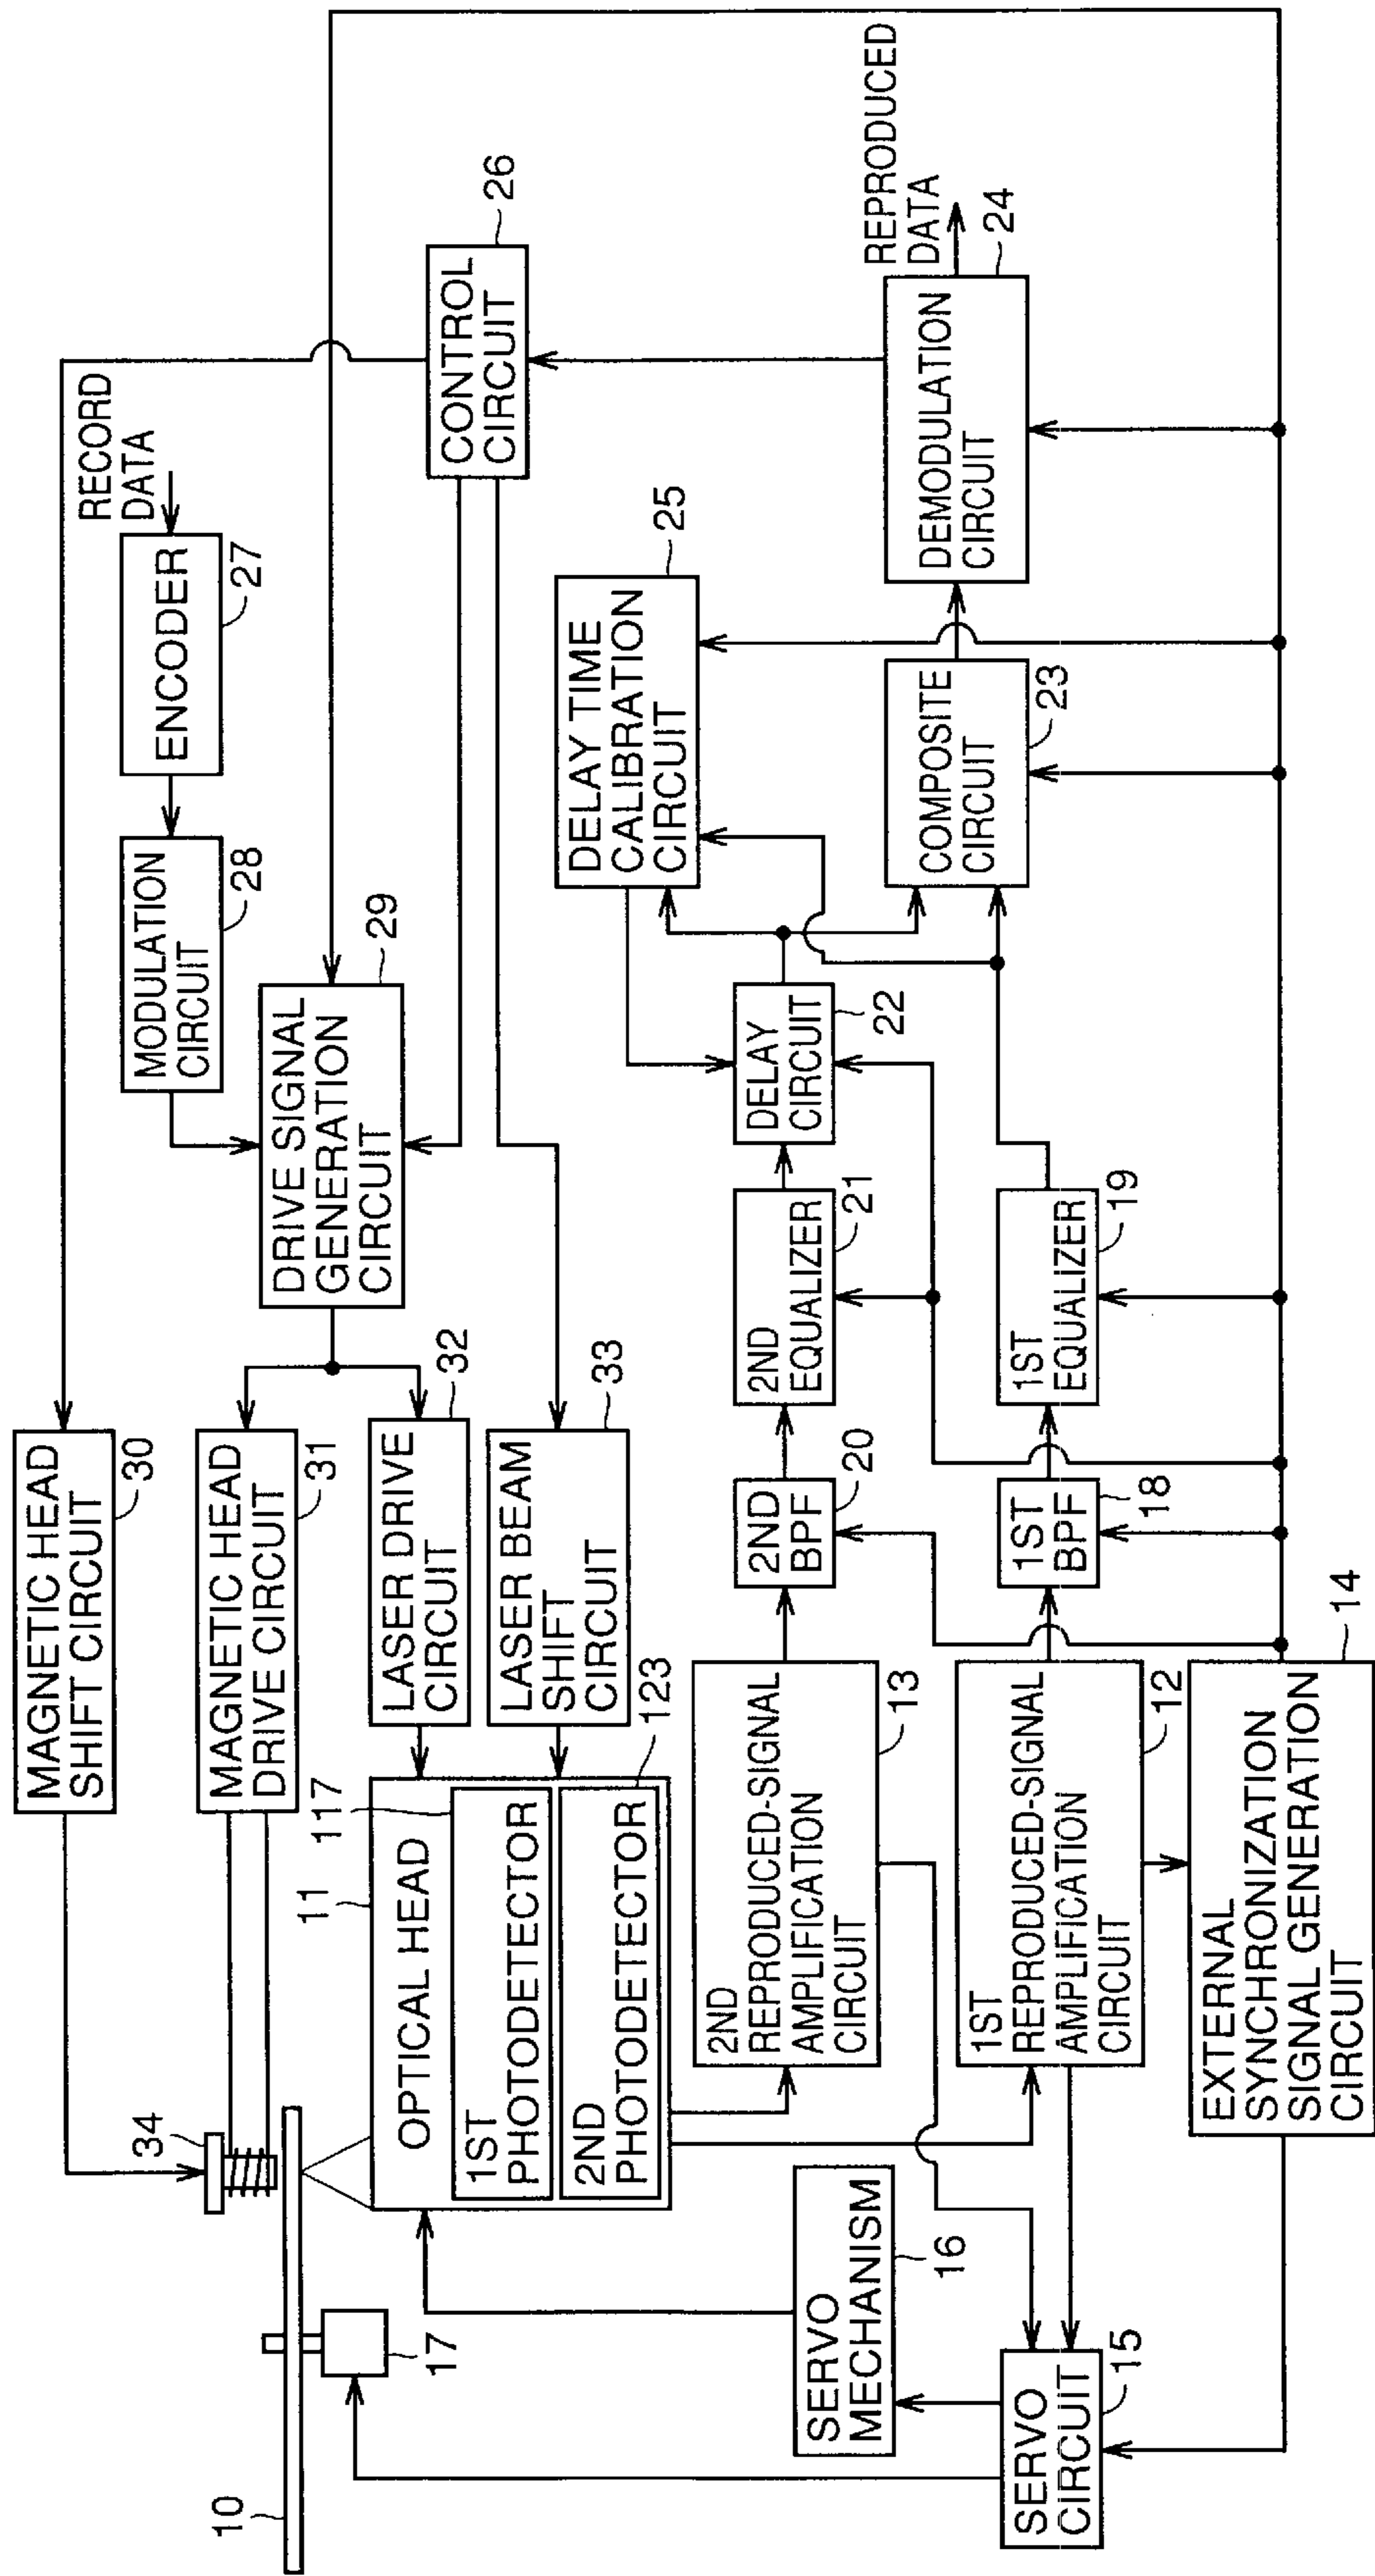 MAGNETIC HEAD
SHIFT CIRCUIT
30
34
MAGNETIC HEAD
DRIVE CIRCUIT
31
10
17
11
OPTICAL HEAD
117
1ST
PHOTODETECTOR
2ND
PHOTODETECTOR
123
LASER DRIVE
CIRCUIT
32
LASER BEAM
SHIFT
CIRCUIT
33
RECORD
DATA
ENCODER
27
MODULATION
CIRCUIT
28
DRIVE SIGNAL
GENERATION
CIRCUIT
29
CONTROL
CIRCUIT
26
DELAY TIME
CALIBRATION
CIRCUIT
25
SERVO
MECHANISM
16
2ND
REPRODUCED-SIGNAL
AMPLIFICATION
CIRCUIT
13
2ND
BPF
20
2ND
EQUALIZER
21
DELAY
CIRCUIT
22
COMPOSITE
CIRCUIT
23
DEMODULATION
CIRCUIT
24
REPRODUCED
DATA
SERVO
CIRCUIT
15
1ST
REPRODUCED-SIGNAL
AMPLIFICATION
CIRCUIT
12
1ST
BPF
18
1ST
EQUALIZER
19
EXTERNAL
SYNCHRONIZATION
SIGNAL GENERATION
CIRCUIT
14